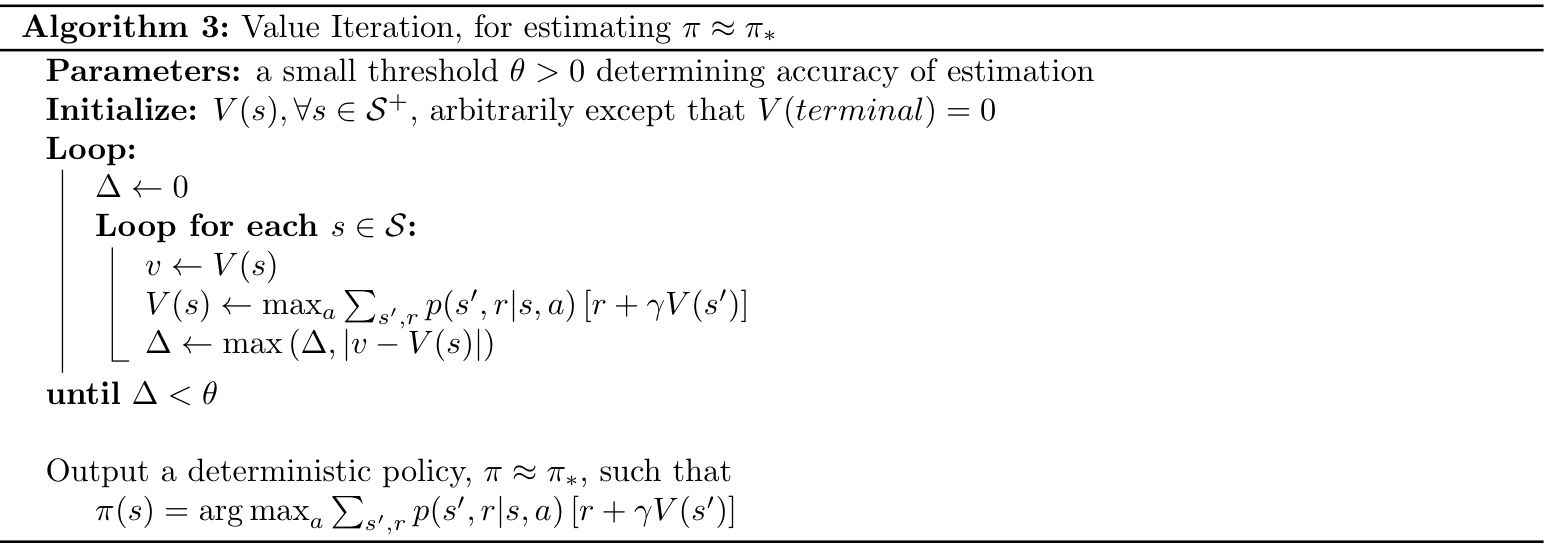 Algorithm 3: Value Iteration, for estimating π ≈ π∗
Parameters: a small threshold θ > 0 determining accuracy of estimation
Initialize: V(s), ∀s ∈ 𝒮⁺, arbitrarily except that V(terminal) = 0
Loop:
Δ ← 0
Loop for each s ∈ 𝒮:
v ← V(s)
V(s) ← maxₐ ∑ₛ′,ᵣ p(s′, r|s, a) [r + γV(s′)]
Δ ← max (Δ, |v − V(s)|)
until Δ < θ
Output a deterministic policy, π ≈ π∗, such that
π(s) = arg maxₐ ∑ₛ′,ᵣ p(s′, r|s, a) [r + γV(s′)]